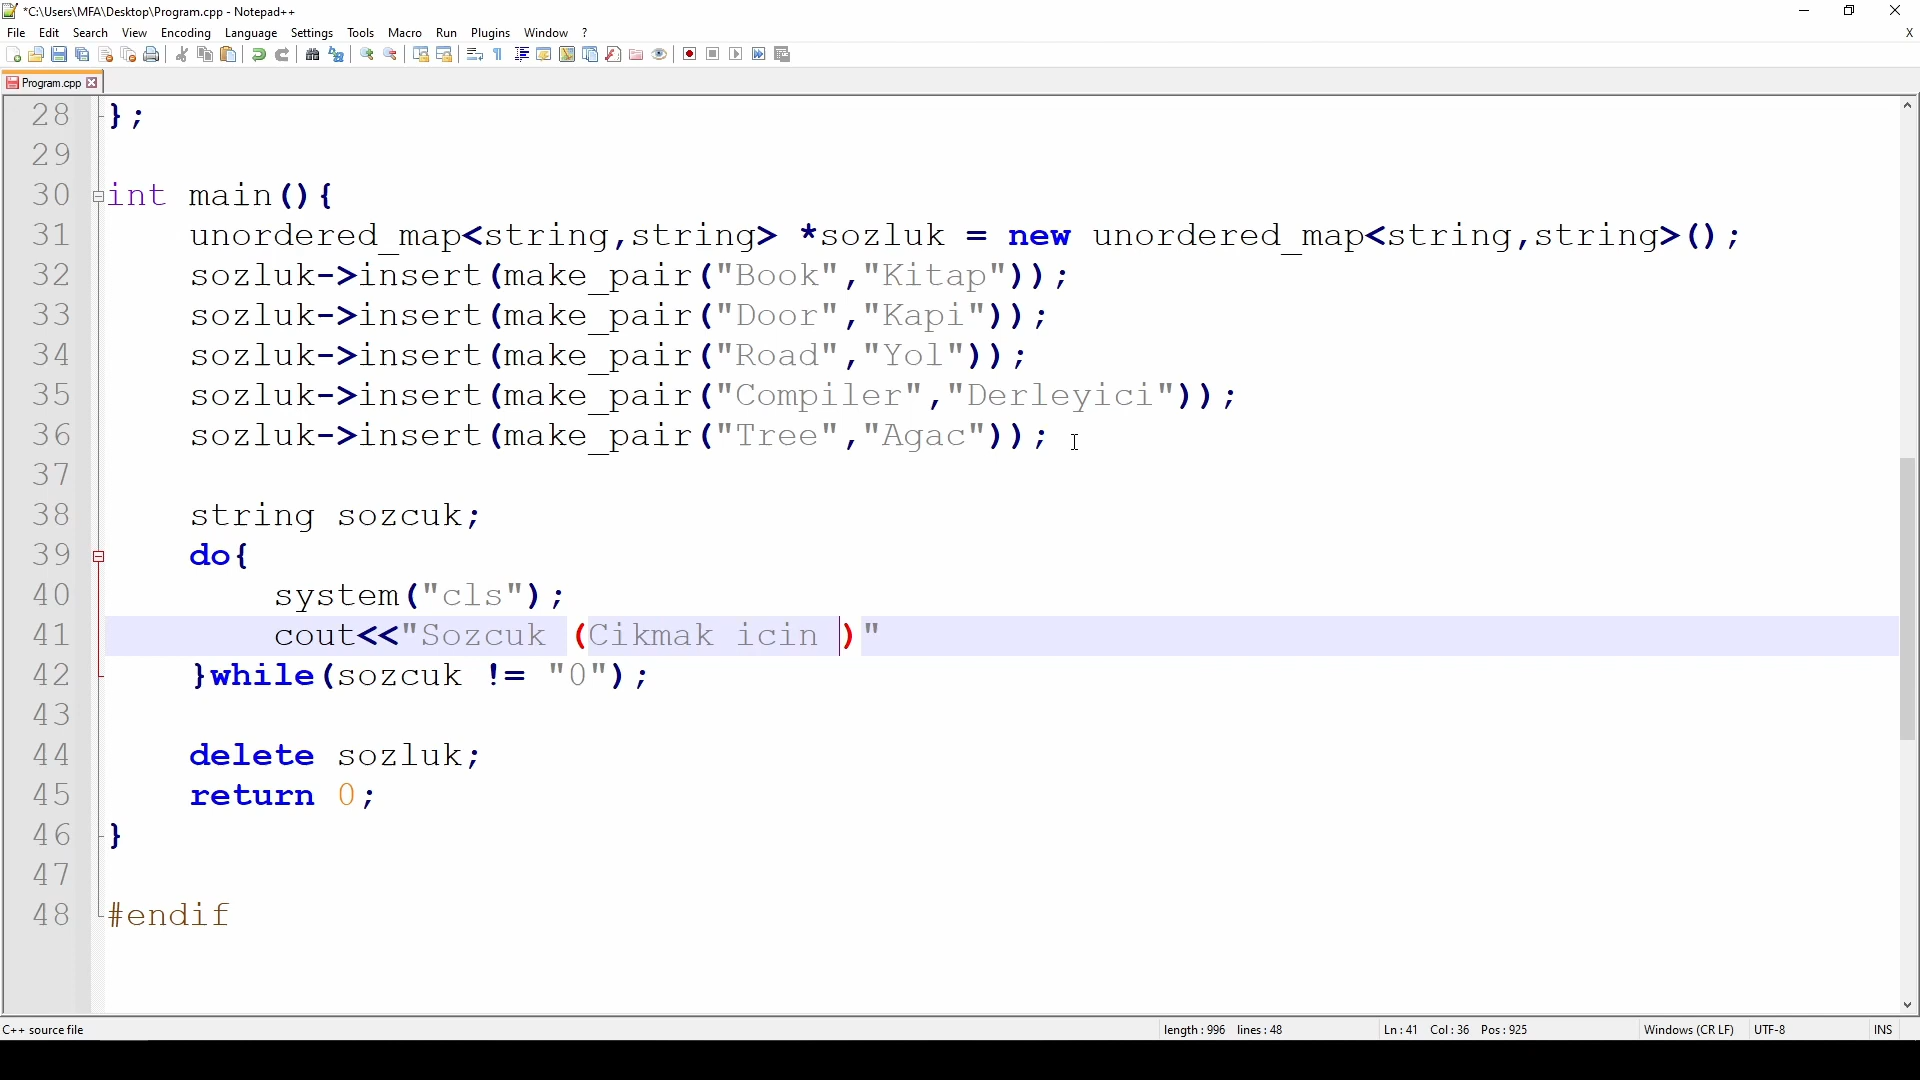 *C:\Users\MFA\Desktop\Program.cpp - Notepad++
File Edit Search View Encoding Language Settings Tools Macro Run Plugins Window ? X
Program.cpp
28 };
29
30 int main(){
31 unordered_map<string,string> *sozluk = new unordered_map<string,string>();
32 sozluk->insert(make_pair("Book","Kitap"));
33 sozluk->insert(make_pair("Door","Kapi"));
34 sozluk->insert(make_pair("Road","Yol"));
35 sozluk->insert(make_pair("Compiler","Derleyici"));
36 sozluk->insert(make_pair("Tree","Agac"));
37
38 string sozcuk;
39 do{
40 system("cls");
41 cout<<"Sozcuk (Cikmak icin )"
42 }while(sozcuk != "0");
43
44 delete sozluk;
45 return 0;
46 }
47
48 #endif
C++ source file length : 996 lines : 48 Ln : 41 Col : 36 Pos : 925 Windows (CR LF) UTF-8 INS